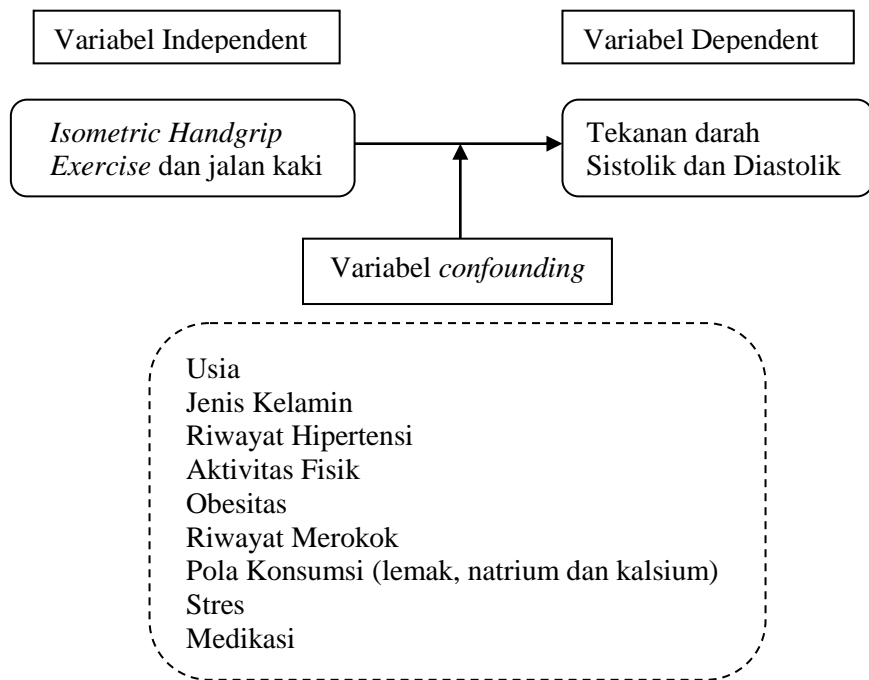 Variabel Independent
Variabel Dependent
Isometric Handgrip
Exercise dan jalan kaki
Tekanan darah
Sistolik dan Diastolik
Variabel confounding
Usia
Jenis Kelamin
Riwayat Hipertensi
Aktivitas Fisik
Obesitas
Riwayat Merokok
Pola Konsumsi (lemak, natrium dan kalsium)
Stres
Medikasi